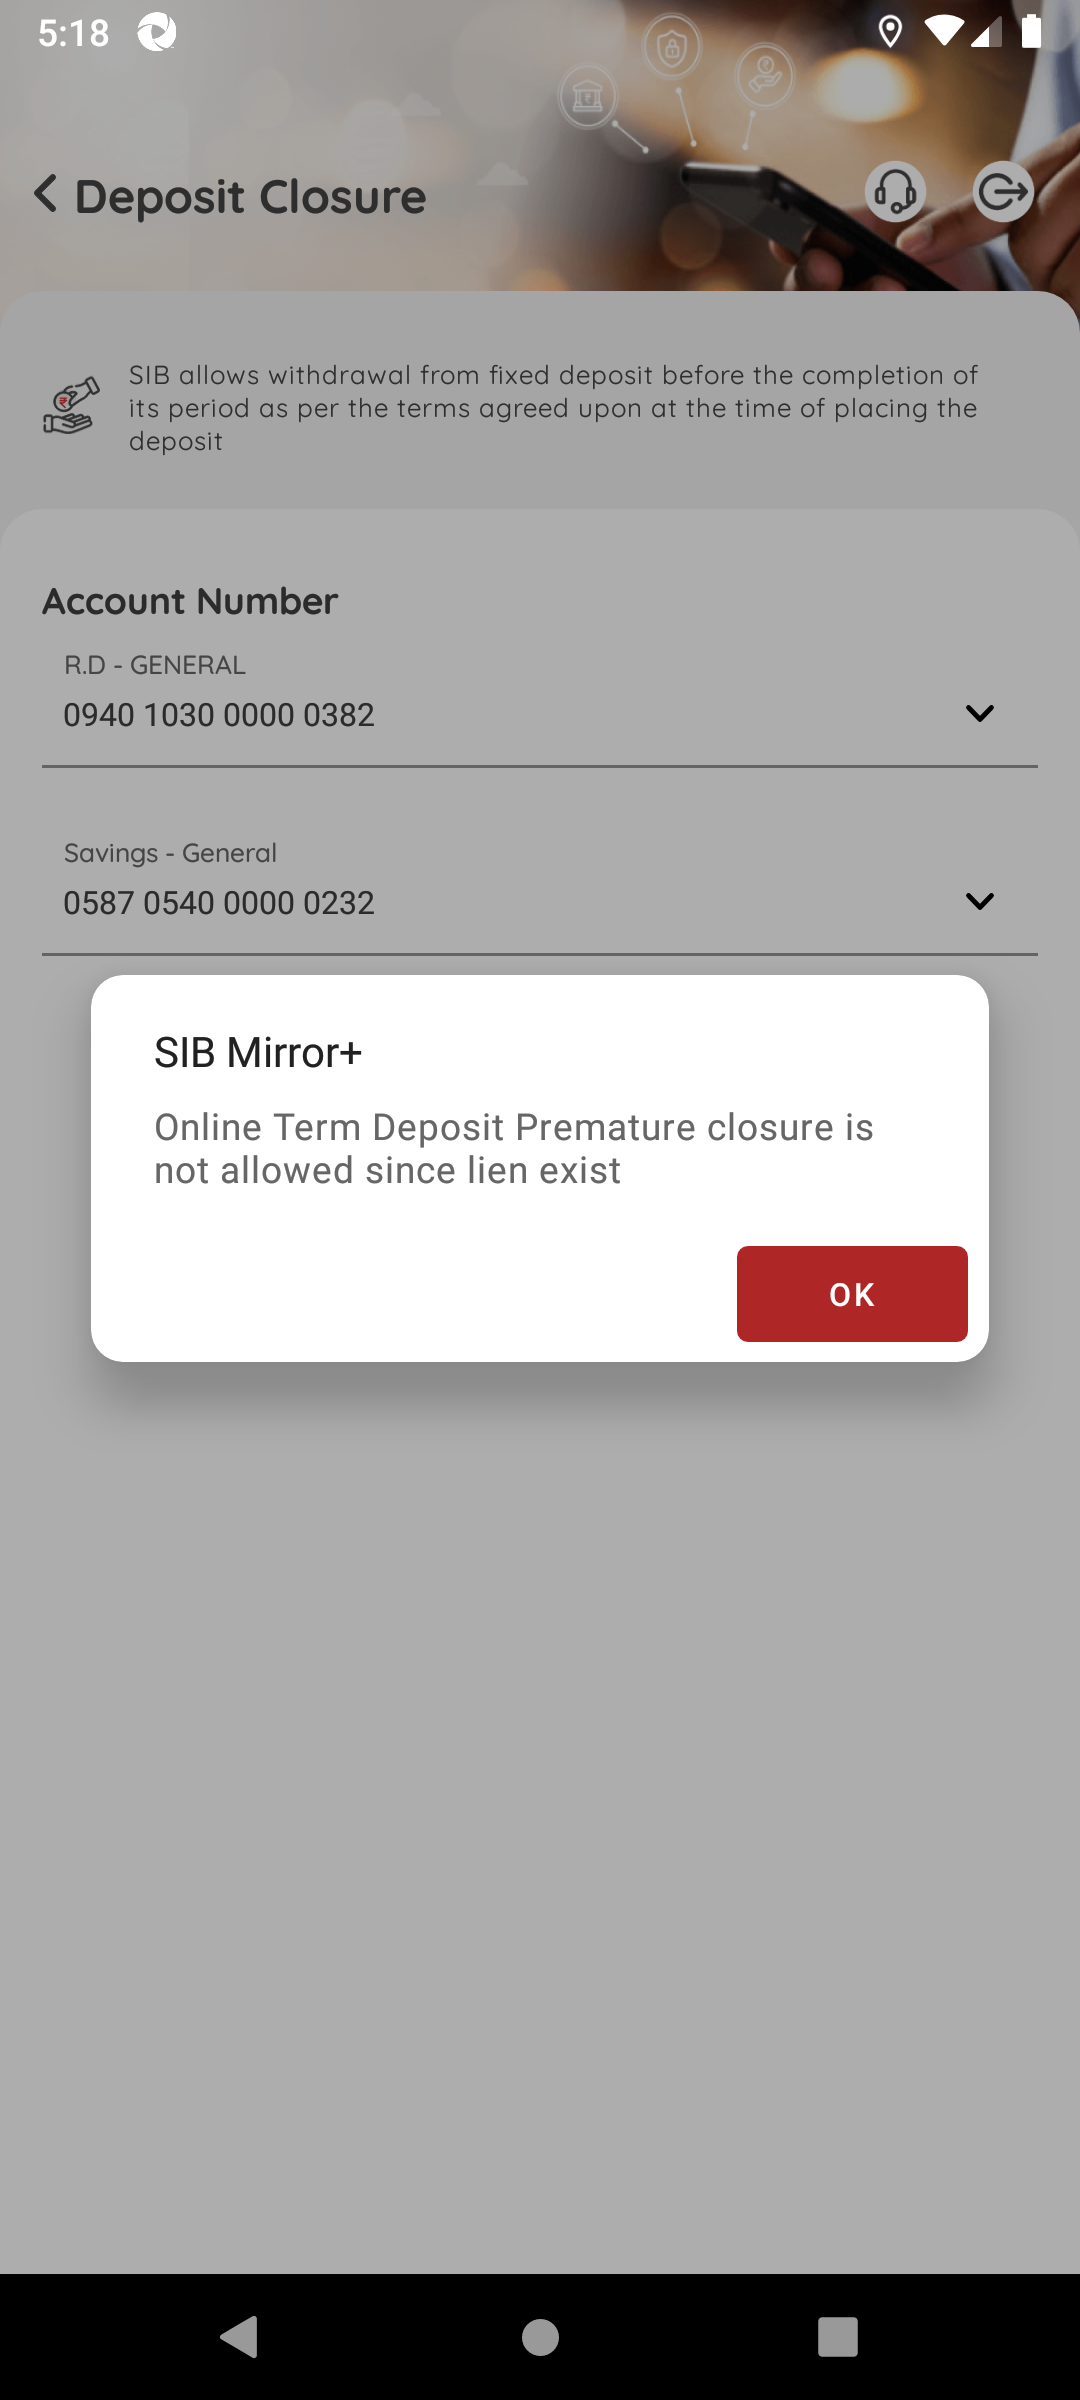 5:18
Deposit Closure
SIB allows withdrawal from fixed deposit before the completion of
its period as per the terms agreed upon at the time of placing the
deposit
Account Number
R.D - GENERAL
0940 1030 0000 0382
Savings - General
0587 0540 0000 0232
SIB Mirror+
Online Term Deposit Premature closure is
not allowed since lien exist
OK